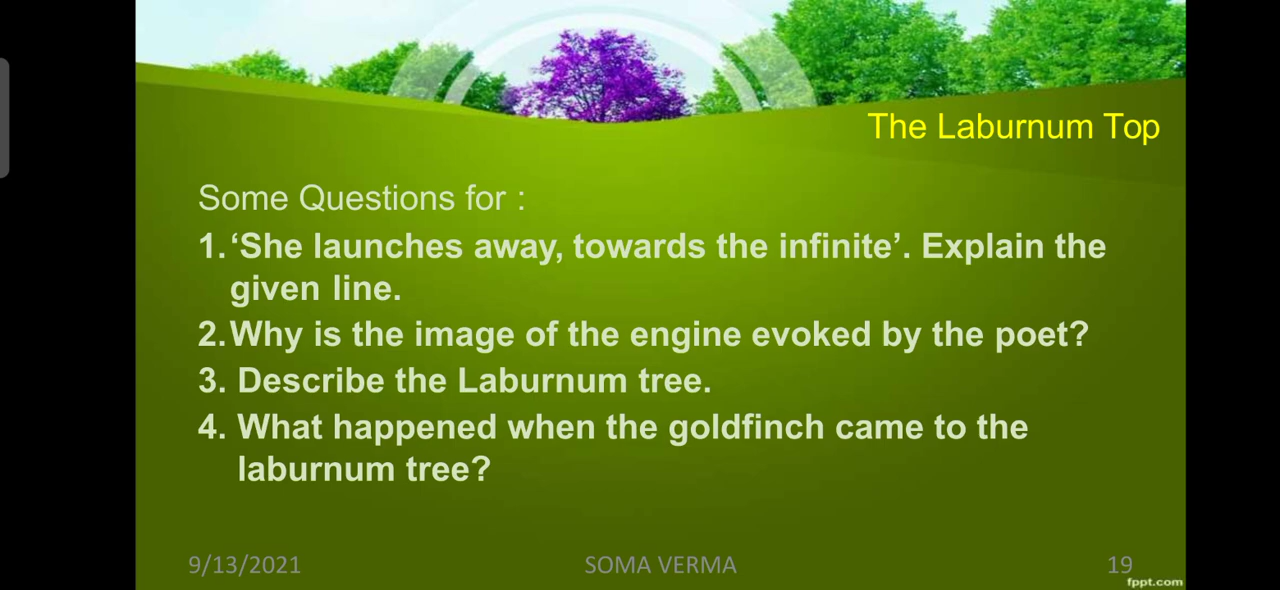 The Laburnum Top
Some Questions for :
1. ‘She launches away, towards the infinite’. Explain the
given line.
2. Why is the image of the engine evoked by the poet?
3. Describe the Laburnum tree.
4. What happened when the goldfinch came to the
laburnum tree?
9/13/2021 SOMA VERMA 19
fppt.com